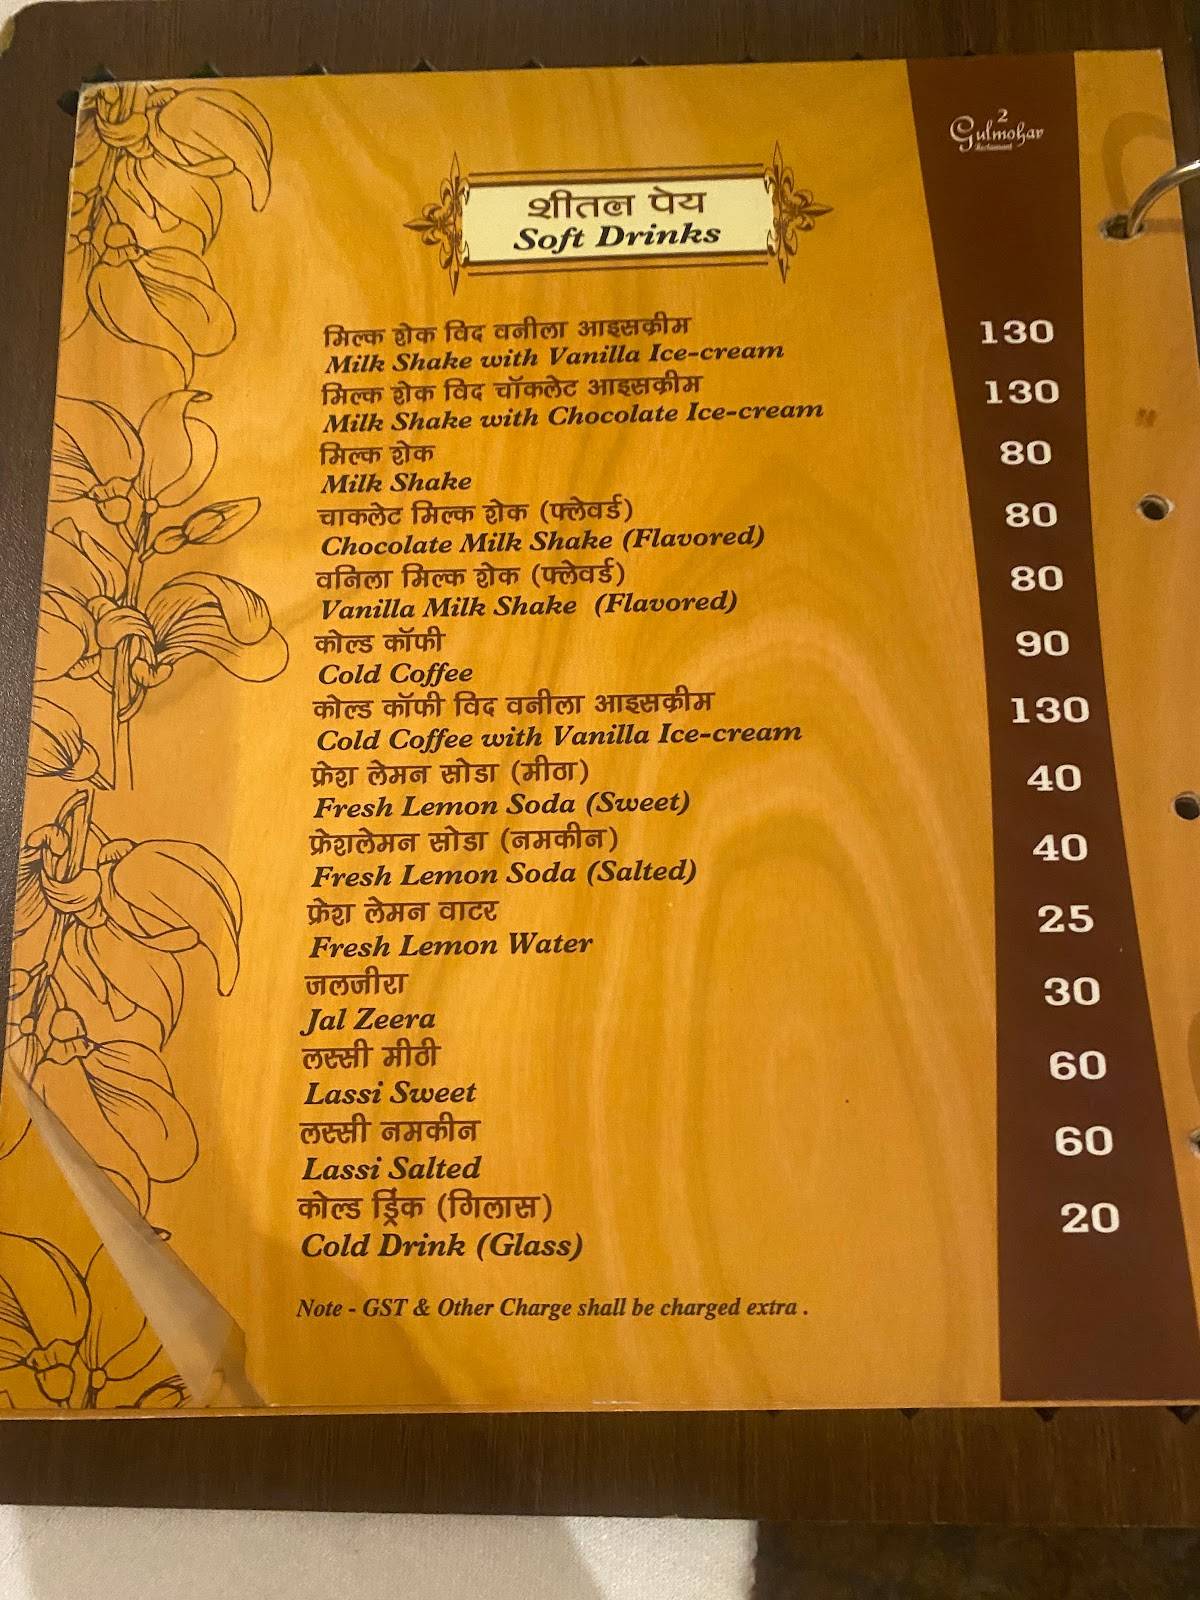 2
Gulmohar
Restaurant
शीतल पेय
Soft Drinks
मिल्क शेक विद वनीला आइसक्रीम 130
Milk Shake with Vanilla Ice-cream
मिल्क शेक विद चॉकलेट आइसक्रीम 130
Milk Shake with Chocolate Ice-cream
मिल्क शेक 80
Milk Shake
चाकलेट मिल्क शेक (फ्लेवर्ड) 80
Chocolate Milk Shake (Flavored)
वनिला मिल्क शेक (फ्लेवर्ड) 80
Vanilla Milk Shake (Flavored)
कोल्ड कॉफी 90
Cold Coffee
कोल्ड कॉफी विद वनीला आइसक्रीम 130
Cold Coffee with Vanilla Ice-cream
फ्रेश लेमन सोडा (मीठा) 40
Fresh Lemon Soda (Sweet)
फ्रेशलेमन सोडा (नमकीन) 40
Fresh Lemon Soda (Salted)
फ्रेश लेमन वाटर 25
Fresh Lemon Water
जलजीरा 30
Jal Zeera
लस्सी मीठी 60
Lassi Sweet
लस्सी नमकीन 60
Lassi Salted
कोल्ड ड्रिंक (गिलास) 20
Cold Drink (Glass)
Note - GST & Other Charge shall be charged extra .